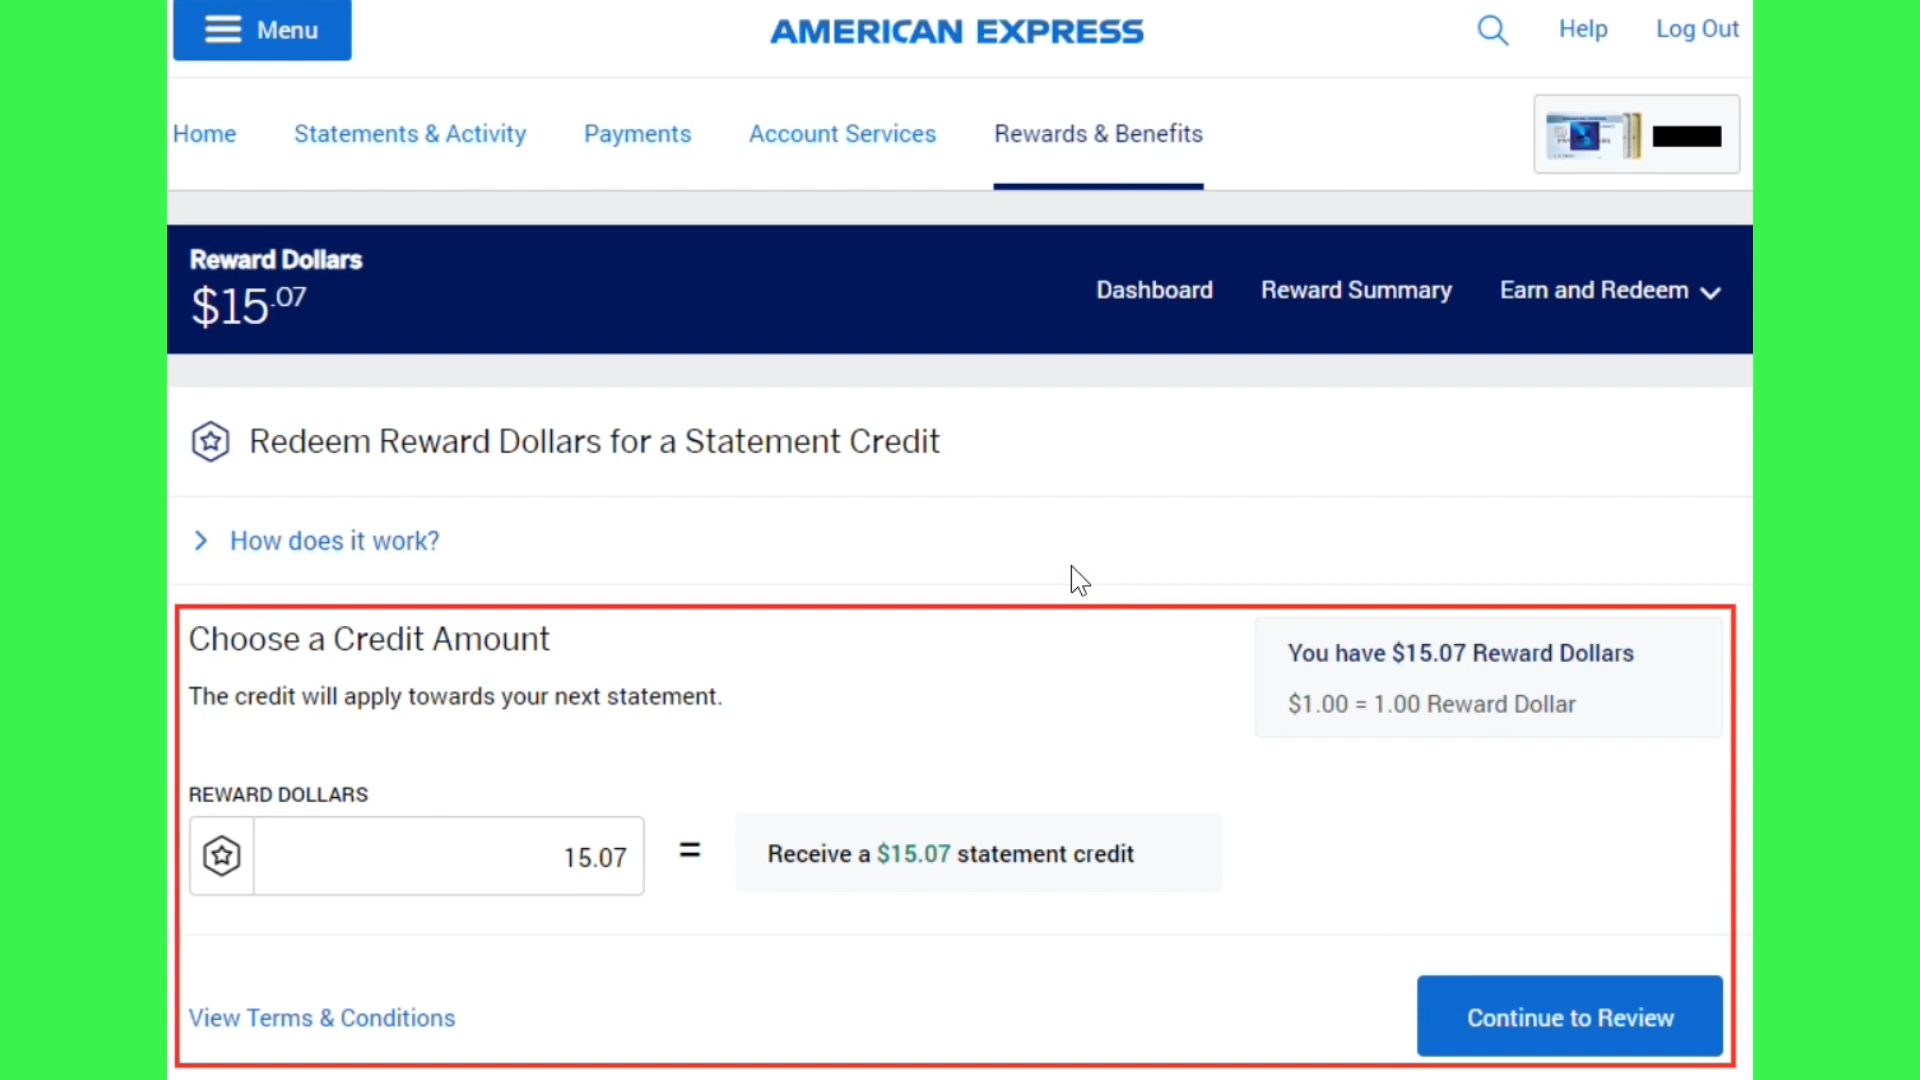 Menu
AMERICAN EXPRESS
Help
Log Out
Home
Statements & Activity
Payments
Account Services
Rewards & Benefits
Reward Dollars
$15.07
Dashboard
Reward Summary
Earn and Redeem
Redeem Reward Dollars for a Statement Credit
How does it work?
Choose a Credit Amount
The credit will apply towards your next statement.
You have $15.07 Reward Dollars
$1.00 = 1.00 Reward Dollar
REWARD DOLLARS
15.07
=
Receive a $15.07 statement credit
View Terms & Conditions
Continue to Review